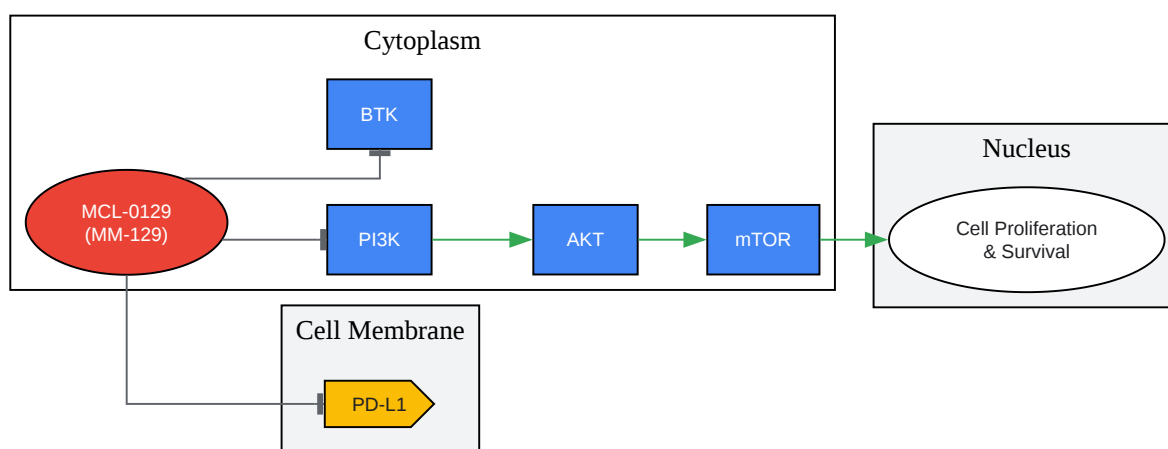 Cytoplasm
BTK
Nucleus
MCL-0129
(MM-129)
PI3K
AKT
mTOR
Cell Proliferation
& Survival
Cell Membrane
PD-L1